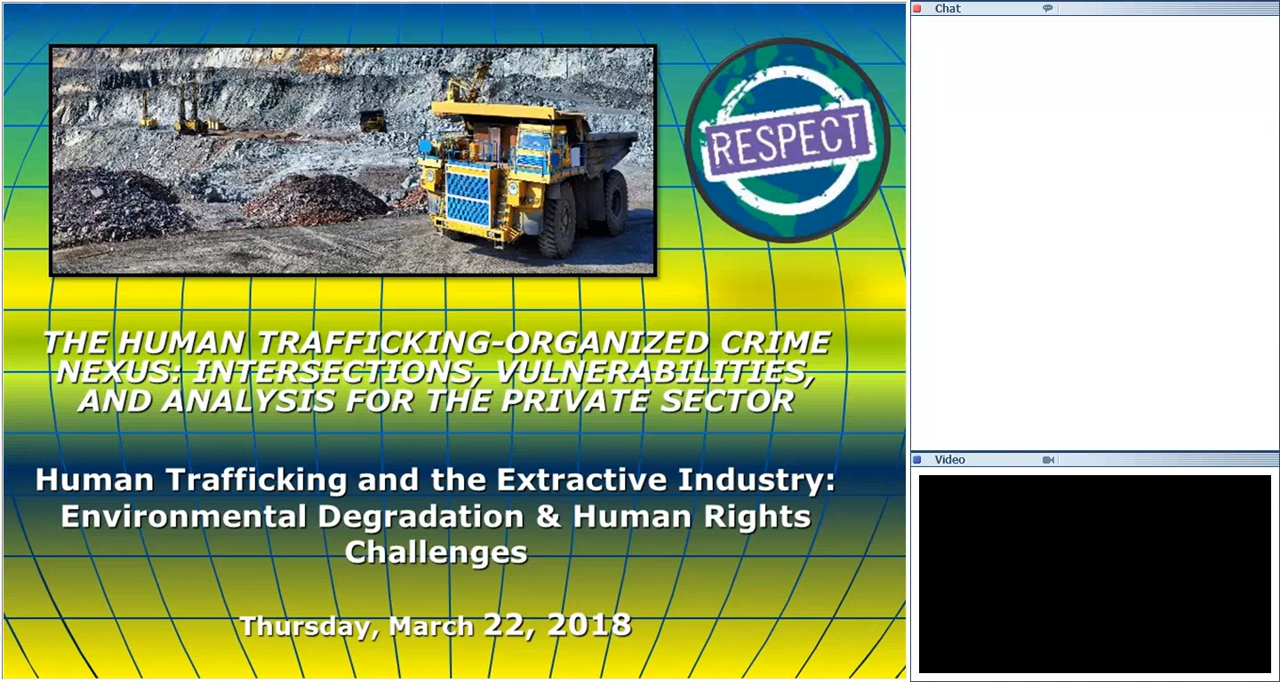 Chat
RESPECT
THE HUMAN TRAFFICKING-ORGANIZED CRIME
NEXUS: INTERSECTIONS, VULNERABILITIES,
AND ANALYSIS FOR THE PRIVATE SECTOR
Human Trafficking and the Extractive Industry:
Environmental Degradation & Human Rights
Challenges
Thursday, March 22, 2018
Video